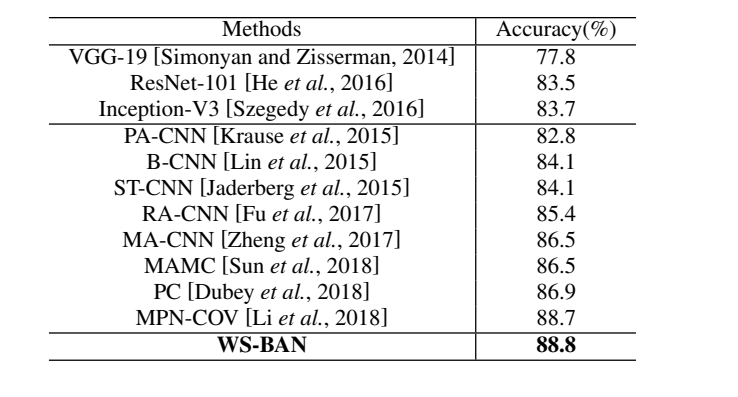 Methods Accuracy(%)
VGG-19 [Simonyan and Zisserman, 2014] 77.8
ResNet-101 [He et al., 2016] 83.5
Inception-V3 [Szegedy et al., 2016] 83.7
PA-CNN [Krause et al., 2015] 82.8
B-CNN [Lin et al., 2015] 84.1
ST-CNN [Jaderberg et al., 2015] 84.1
RA-CNN [Fu et al., 2017] 85.4
MA-CNN [Zheng et al., 2017] 86.5
MAMC [Sun et al., 2018] 86.5
PC [Dubey et al., 2018] 86.9
MPN-COV [Li et al., 2018] 88.7
WS-BAN 88.8